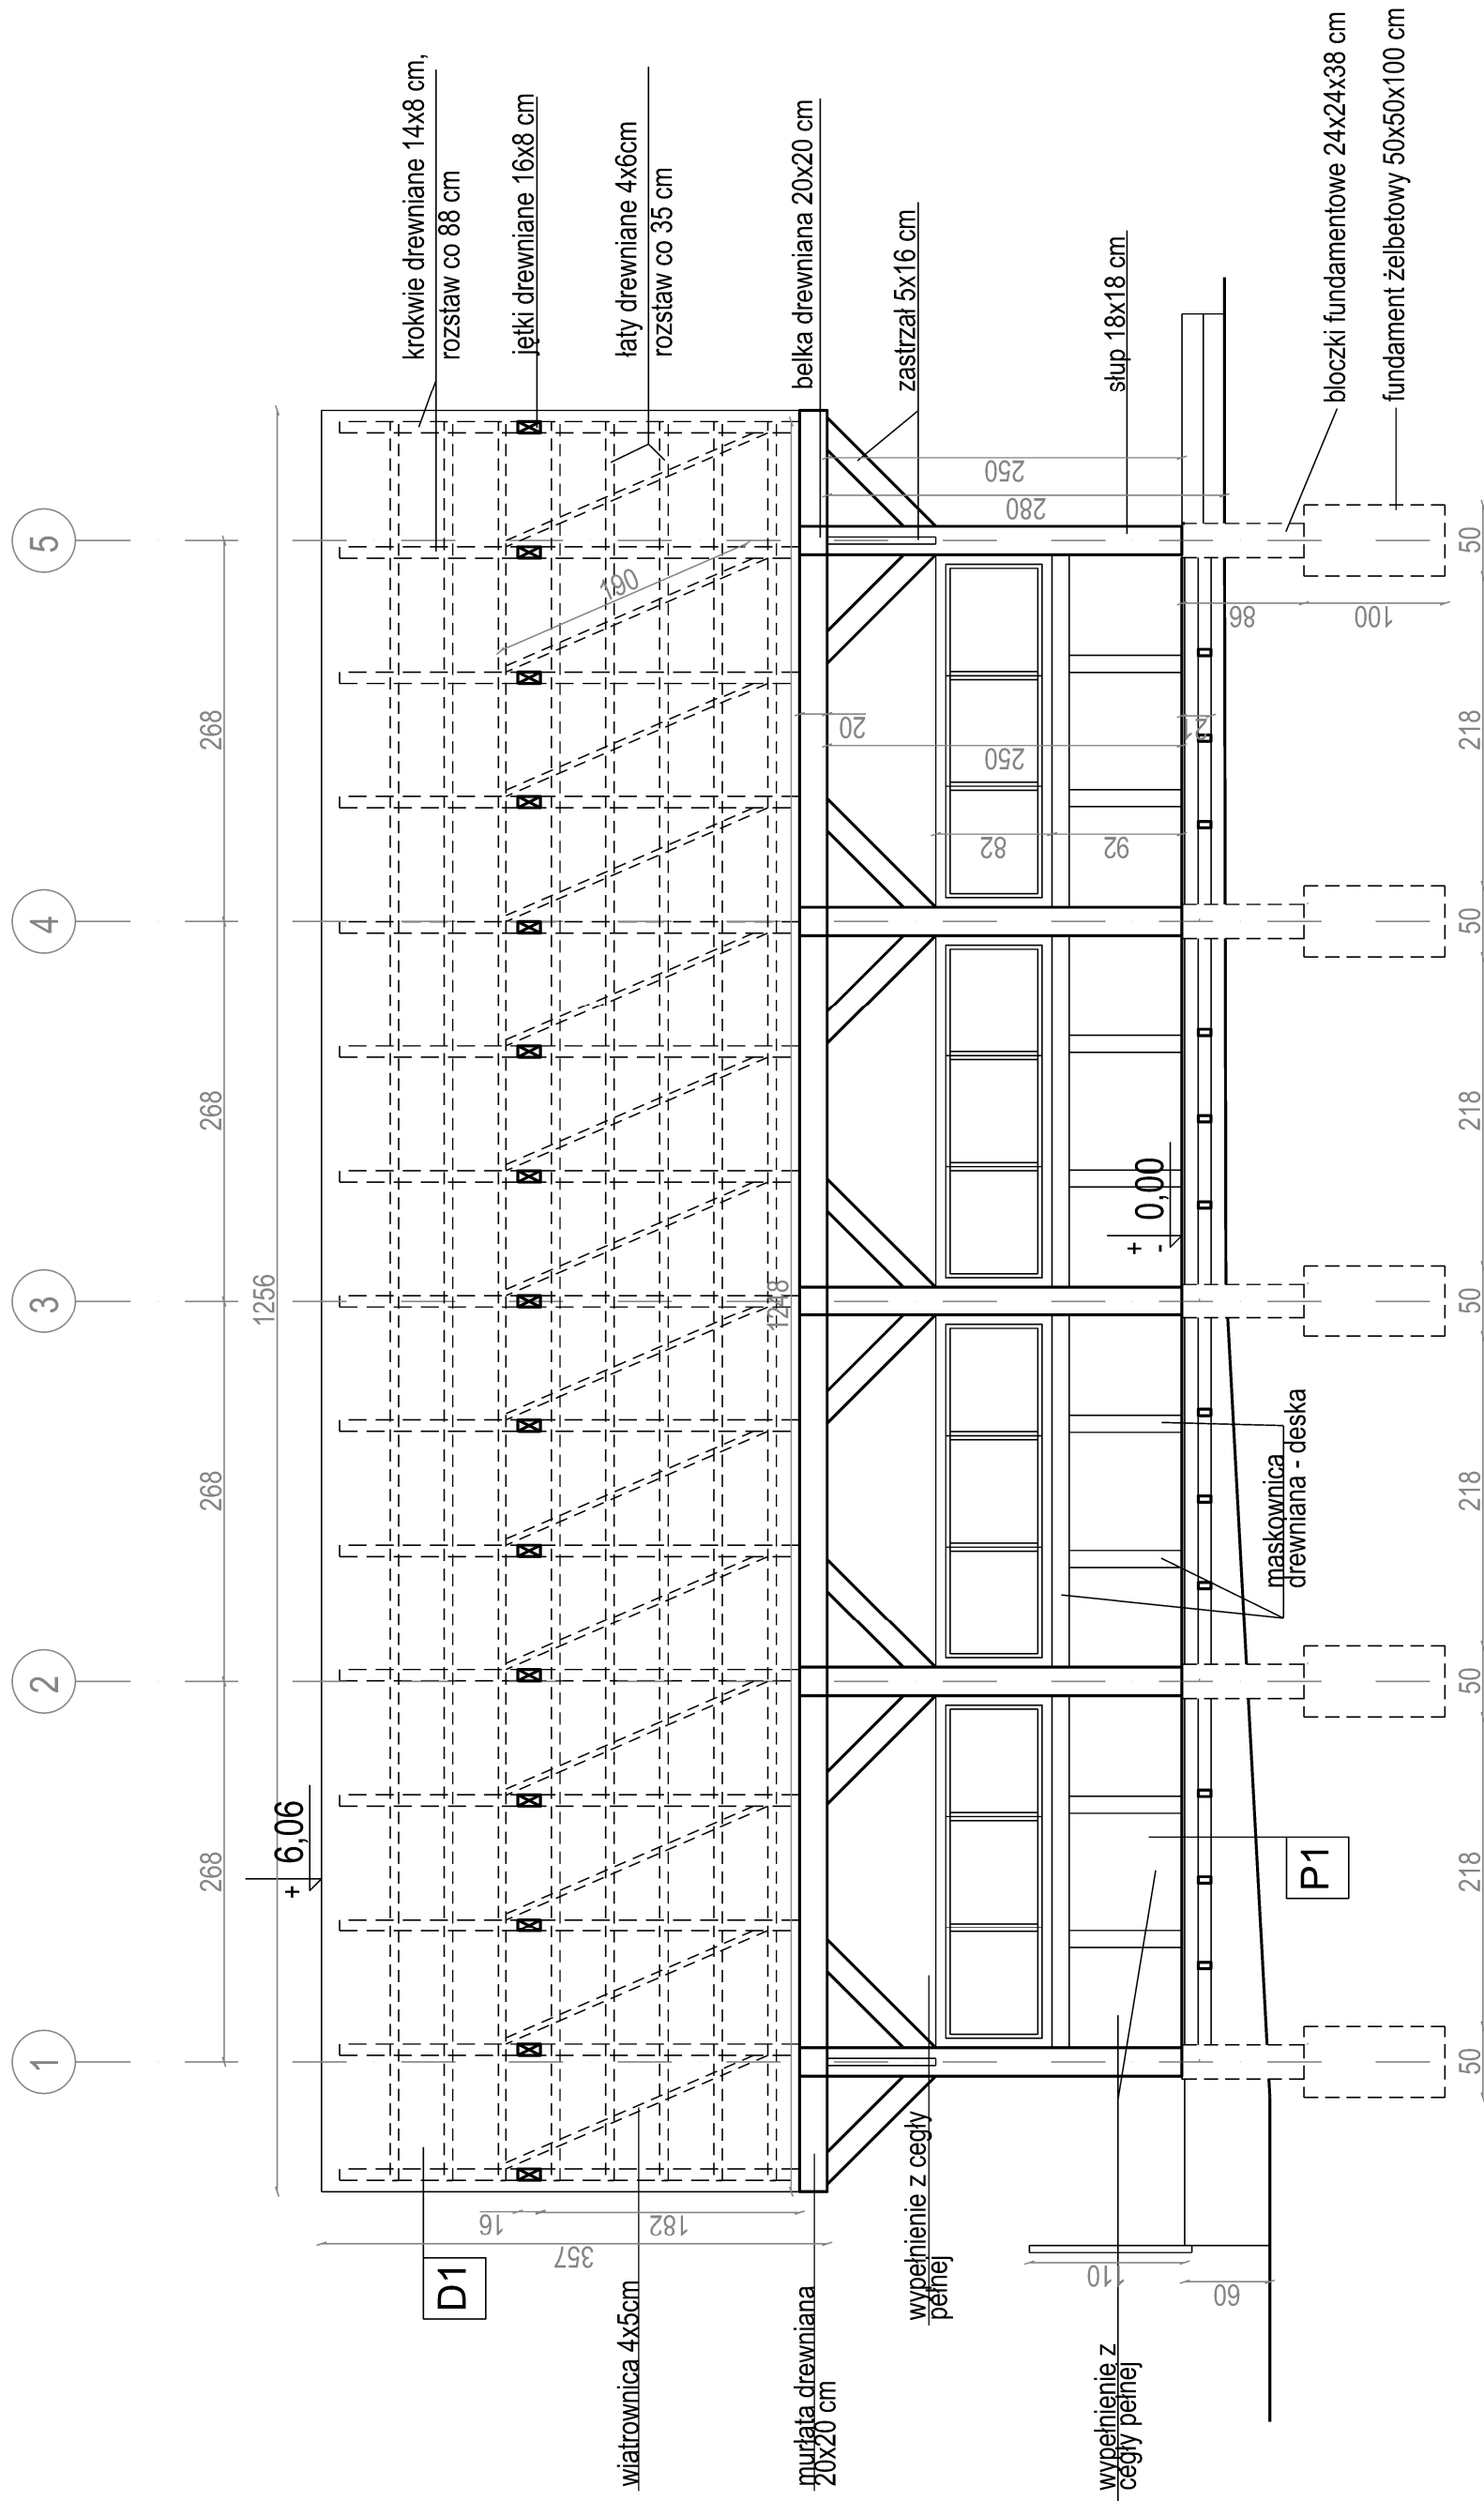 1
2
3
4
5
268
268
268
268
1256
+ 6,06
krokwie drewniane 14x8 cm,
rozstaw co 88 cm
jętki drewniane 16x8 cm
łaty drewniane 4x6cm
rozstaw co 35 cm
belka drewniana 20x20 cm
zastrzał 5x16 cm
słup 18x18 cm
bloczki fundamentowe 24x24x38 cm
fundament żelbetowy 50x50x100 cm
D1
16
182
357
160
1248
wiatrownica 4x5cm
murłata drewniana
20x20 cm
20
250
250
280
82
92
21
86
100
wypełnienie z cegły
pełnej
wypełnienie z
cegły pełnej
110
60
+
- 0,00
maskownica
drewniana - deska
P1
50
218
50
218
50
218
50
218
50